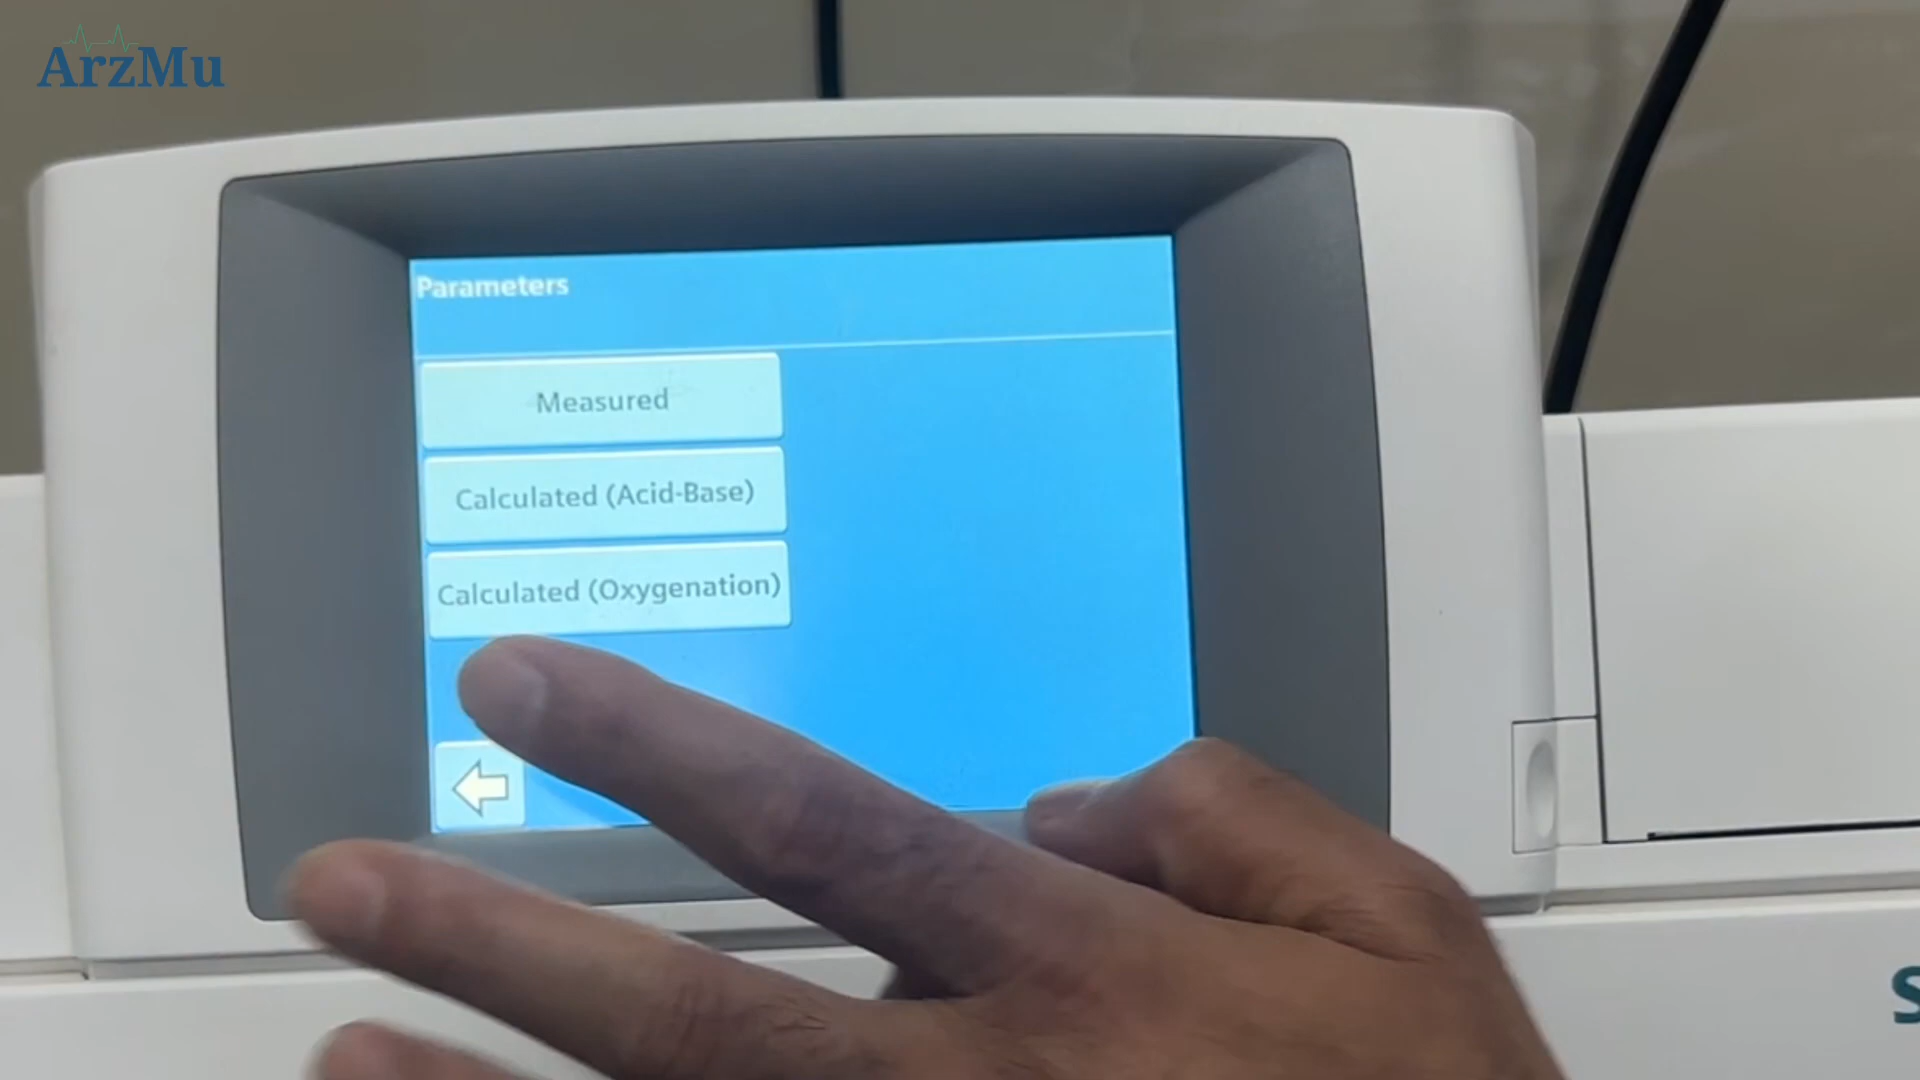 ArzMu
Parameters
Measured
Calculated (Acid-Base)
Calculated (Oxygenation)
S